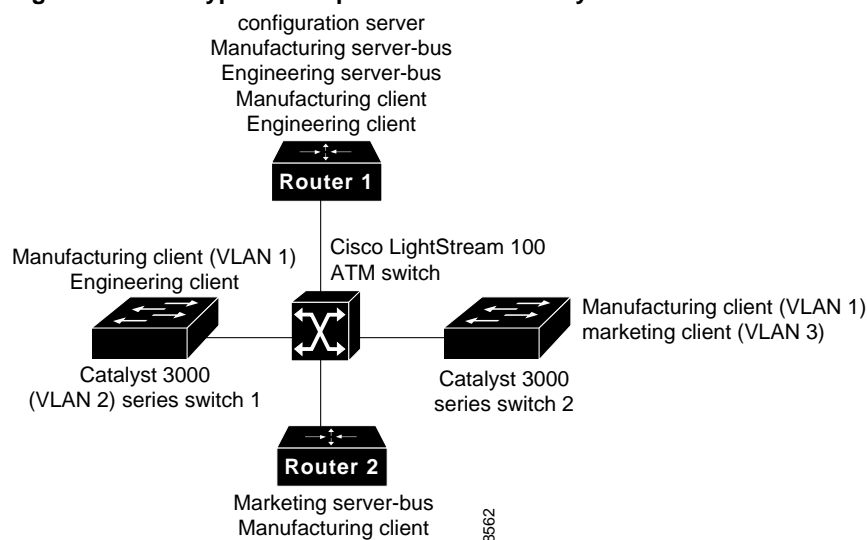 configuration server
Manufacturing server-bus
Engineering server-bus
Manufacturing client
Engineering client
Router 1
Cisco LightStream 100
ATM switch
Manufacturing client (VLAN 1)
Engineering client
Manufacturing client (VLAN 1)
marketing client (VLAN 3)
Catalyst 3000
(VLAN 2) series switch 1
Catalyst 3000
series switch 2
Router 2
Marketing server-bus
Manufacturing client